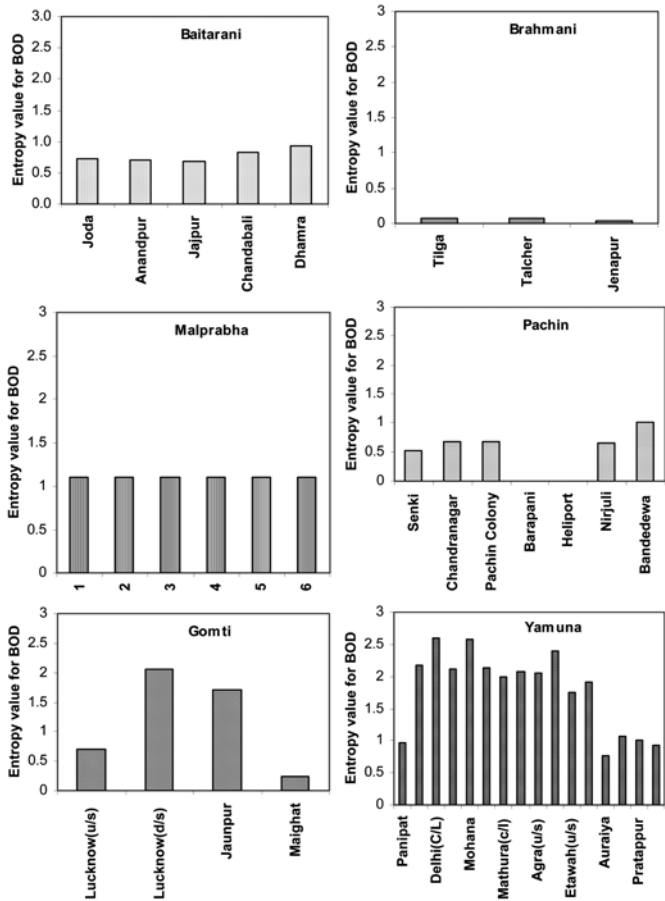 Baitarani
Entropy value for BOD
3.0
2.5
2.0
1.5
1.0
0.5
0.0
Joda
Anandpur
Jajpur
Chandabali
Dhamra
Brahmani
Entropy value for BOD
3
2.5
2
1.5
1
0.5
0
Tilga
Talcher
Jenapur
Malprabha
Entropy value for BOD
3
2.5
2
1.5
1
0.5
0
1
2
3
4
5
6
Pachin
Entropy value for BOD
3
2.5
2
1.5
1
0.5
0
Senki
Chandranagar
Pachin Colony
Barapani
Heliport
Nirjuli
Bandedewa
Gomti
Entropy value for BOD
3
2.5
2
1.5
1
0.5
0
Lucknow(u/s)
Lucknow(d/s)
Jaunpur
Maighat
Yamuna
Entropy value for BOD
3
2.5
2
1.5
1
0.5
0
Panipat
Delhi(C/L)
Mohana
Mathura(c/l)
Agra(u/s)
Etawah(u/s)
Auraiya
Pratappur